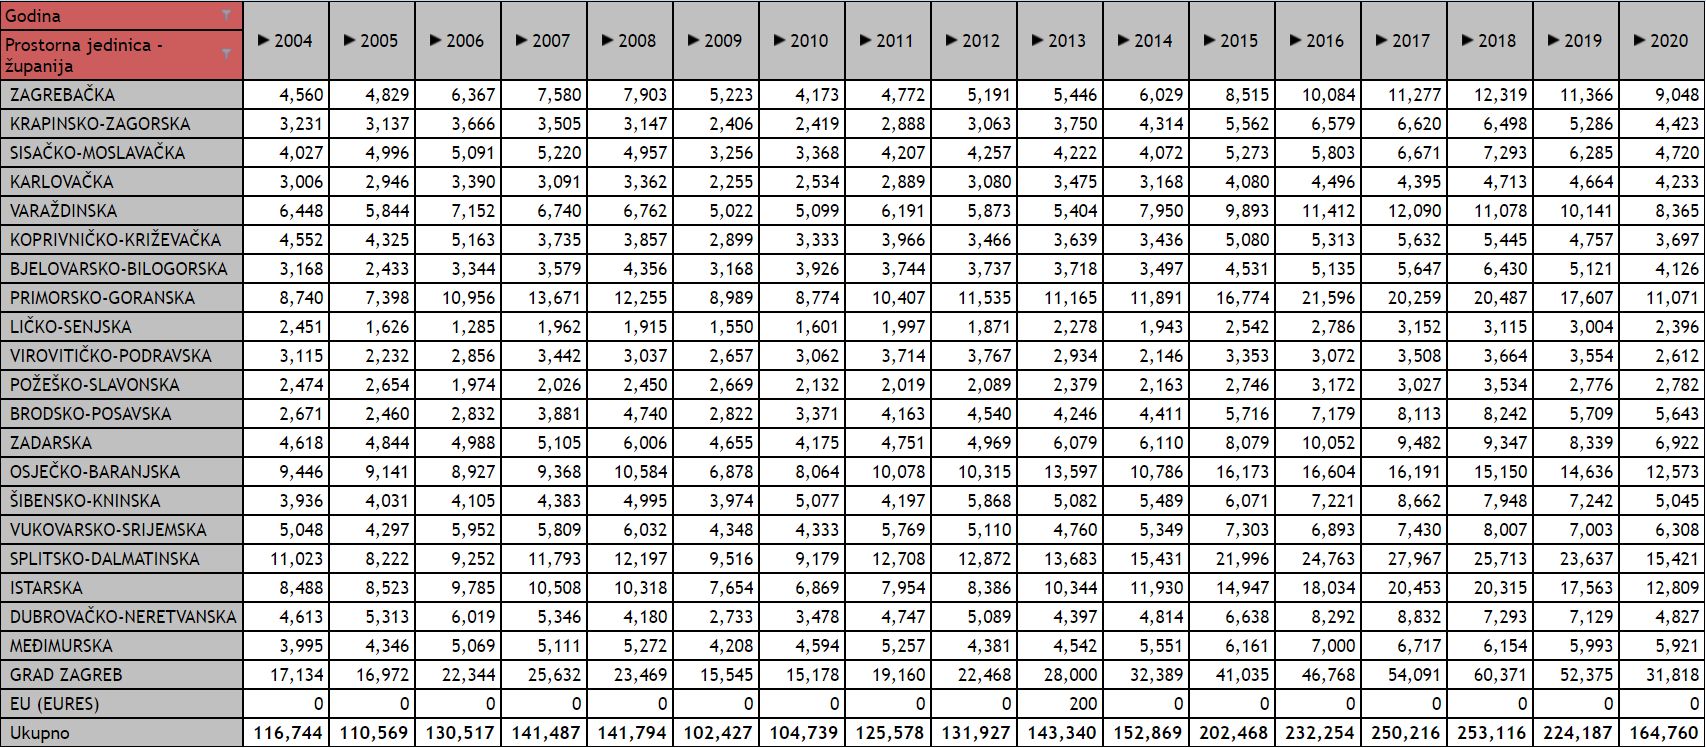 Godina
Prostorna jedinica -
županija
2004 2005 2006 2007 2008 2009 2010 2011 2012 2013 2014 2015 2016 2017 2018 2019 2020
ZAGREBAČKA 4,560 4,829 6,367 7,580 7,903 5,223 4,173 4,772 5,191 5,446 6,029 8,515 10,084 11,277 12,319 11,366 9,048
KRAPINSKO-ZAGORSKA 3,231 3,137 3,666 3,505 3,147 2,406 2,419 2,888 3,063 3,750 4,314 5,562 6,579 6,620 6,498 5,286 4,423
SISAČKO-MOSLAVAČKA 4,027 4,996 5,091 5,220 4,957 3,256 3,368 4,207 4,257 4,222 4,072 5,273 5,803 6,671 7,293 6,285 4,720
KARLOVAČKA 3,006 2,946 3,390 3,091 3,362 2,255 2,534 2,889 3,080 3,475 3,168 4,080 4,496 4,395 4,713 4,664 4,233
VARAŽDINSKA 6,448 5,844 7,152 6,740 6,762 5,022 5,099 6,191 5,873 5,404 7,950 9,893 11,412 12,090 11,078 10,141 8,365
KOPRIVNIČKO-KRIŽEVAČKA 4,552 4,325 5,163 3,735 3,857 2,899 3,333 3,966 3,466 3,639 3,436 5,080 5,313 5,632 5,445 4,757 3,697
BJELOVARSKO-BILOGORSKA 3,168 2,433 3,344 3,579 4,356 3,168 3,926 3,744 3,737 3,718 3,497 4,531 5,135 5,647 6,430 5,121 4,126
PRIMORSKO-GORANSKA 8,740 7,398 10,956 13,671 12,255 8,989 8,774 10,407 11,535 11,165 11,891 16,774 21,596 20,259 20,487 17,607 11,071
LIČKO-SENJSKA 2,451 1,626 1,285 1,962 1,915 1,550 1,601 1,997 1,871 2,278 1,943 2,542 2,786 3,152 3,115 3,004 2,396
VIROVITIČKO-PODRAVSKA 3,115 2,232 2,856 3,442 3,037 2,657 3,062 3,714 3,767 2,934 2,146 3,353 3,072 3,508 3,664 3,554 2,612
POŽEŠKO-SLAVONSKA 2,474 2,654 1,974 2,026 2,450 2,669 2,132 2,019 2,089 2,379 2,163 2,746 3,172 3,027 3,534 2,776 2,782
BRODSKO-POSAVSKA 2,671 2,460 2,832 3,881 4,740 2,822 3,371 4,163 4,540 4,246 4,411 5,716 7,179 8,113 8,242 5,709 5,643
ZADARSKA 4,618 4,844 4,988 5,105 6,006 4,655 4,175 4,751 4,969 6,079 6,110 8,079 10,052 9,482 9,347 8,339 6,922
OSJEČKO-BARANJSKA 9,446 9,141 8,927 9,368 10,584 6,878 8,064 10,078 10,315 13,597 10,786 16,173 16,604 16,191 15,150 14,636 12,573
ŠIBENSKO-KNINSKA 3,936 4,031 4,105 4,383 4,995 3,974 5,077 4,197 5,868 5,082 5,489 6,071 7,221 8,662 7,948 7,242 5,045
VUKOVARSKO-SRIJEMSKA 5,048 4,297 5,952 5,809 6,032 4,348 4,333 5,769 5,110 4,760 5,349 7,303 6,893 7,430 8,007 7,003 6,308
SPLITSKO-DALMATINSKA 11,023 8,222 9,252 11,793 12,197 9,516 9,179 12,708 12,872 13,683 15,431 21,996 24,763 27,967 25,713 23,637 15,421
ISTARSKA 8,488 8,523 9,785 10,508 10,318 7,654 6,869 7,954 8,386 10,344 11,930 14,947 18,034 20,453 20,315 17,563 12,809
DUBROVAČKO-NERETVANSKA 4,613 5,313 6,019 5,346 4,180 2,733 3,478 4,747 5,089 4,397 4,814 6,638 8,292 8,832 7,293 7,129 4,827
MEĐIMURSKA 3,995 4,346 5,069 5,111 5,272 4,208 4,594 5,257 4,381 4,542 5,551 6,161 7,000 6,717 6,154 5,993 5,921
GRAD ZAGREB 17,134 16,972 22,344 25,632 23,469 15,545 15,178 19,160 22,468 28,000 32,389 41,035 46,768 54,091 60,371 52,375 31,818
EU (EURES) 0 0 0 0 0 0 0 0 0 200 0 0 0 0 0 0 0
Ukupno 116,744 110,569 130,517 141,487 141,794 102,427 104,739 125,578 131,927 143,340 152,869 202,468 232,254 250,216 253,116 224,187 164,760